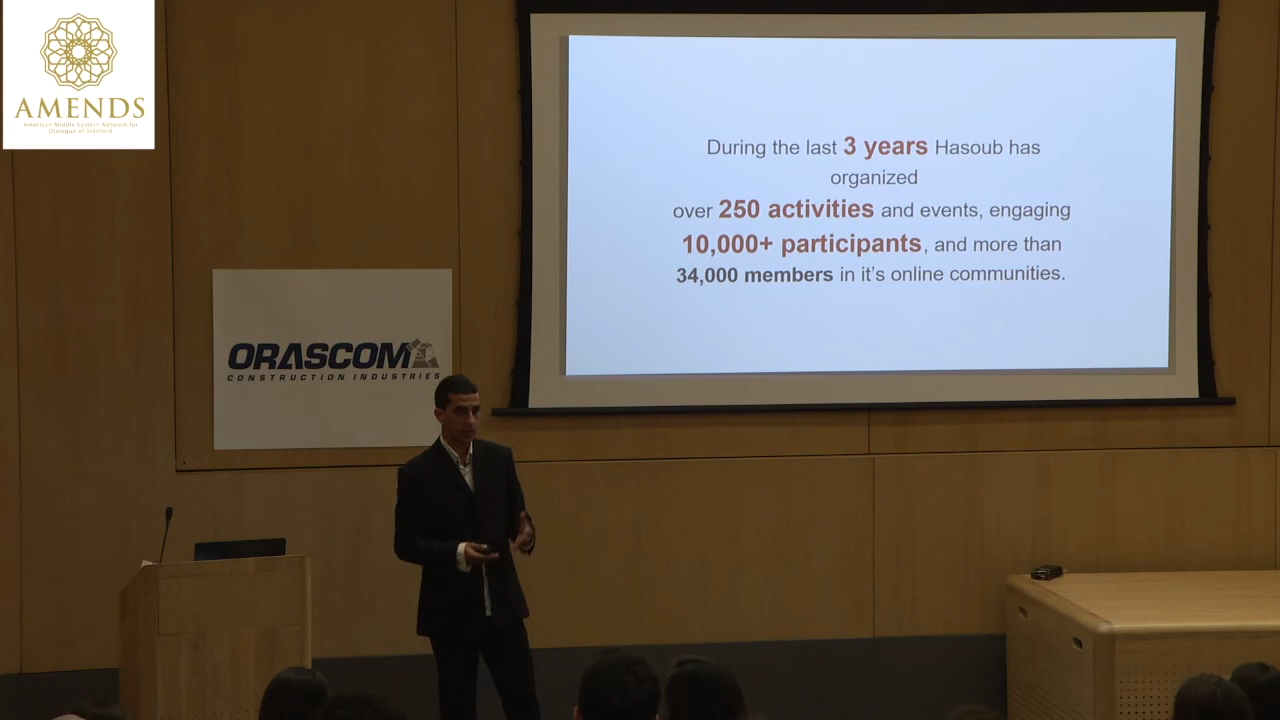 AMENDS
American Middle Eastern Network for
Dialogue at Stanford
During the last 3 years Hasoub has
organized
over 250 activities and events, engaging
10,000+ participants, and more than
34,000 members in it's online communities.
ORASCOM
CONSTRUCTION INDUSTRIES